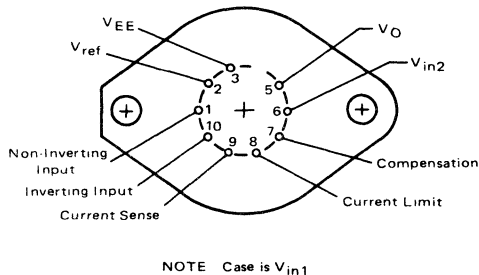 VEE
Vref
VO
Vin2
3
2
5
1
6
10
7
9
8
Non-Inverting
Input
Inverting Input
Current Sense
Compensation
Current Limit
NOTE Case is Vin1